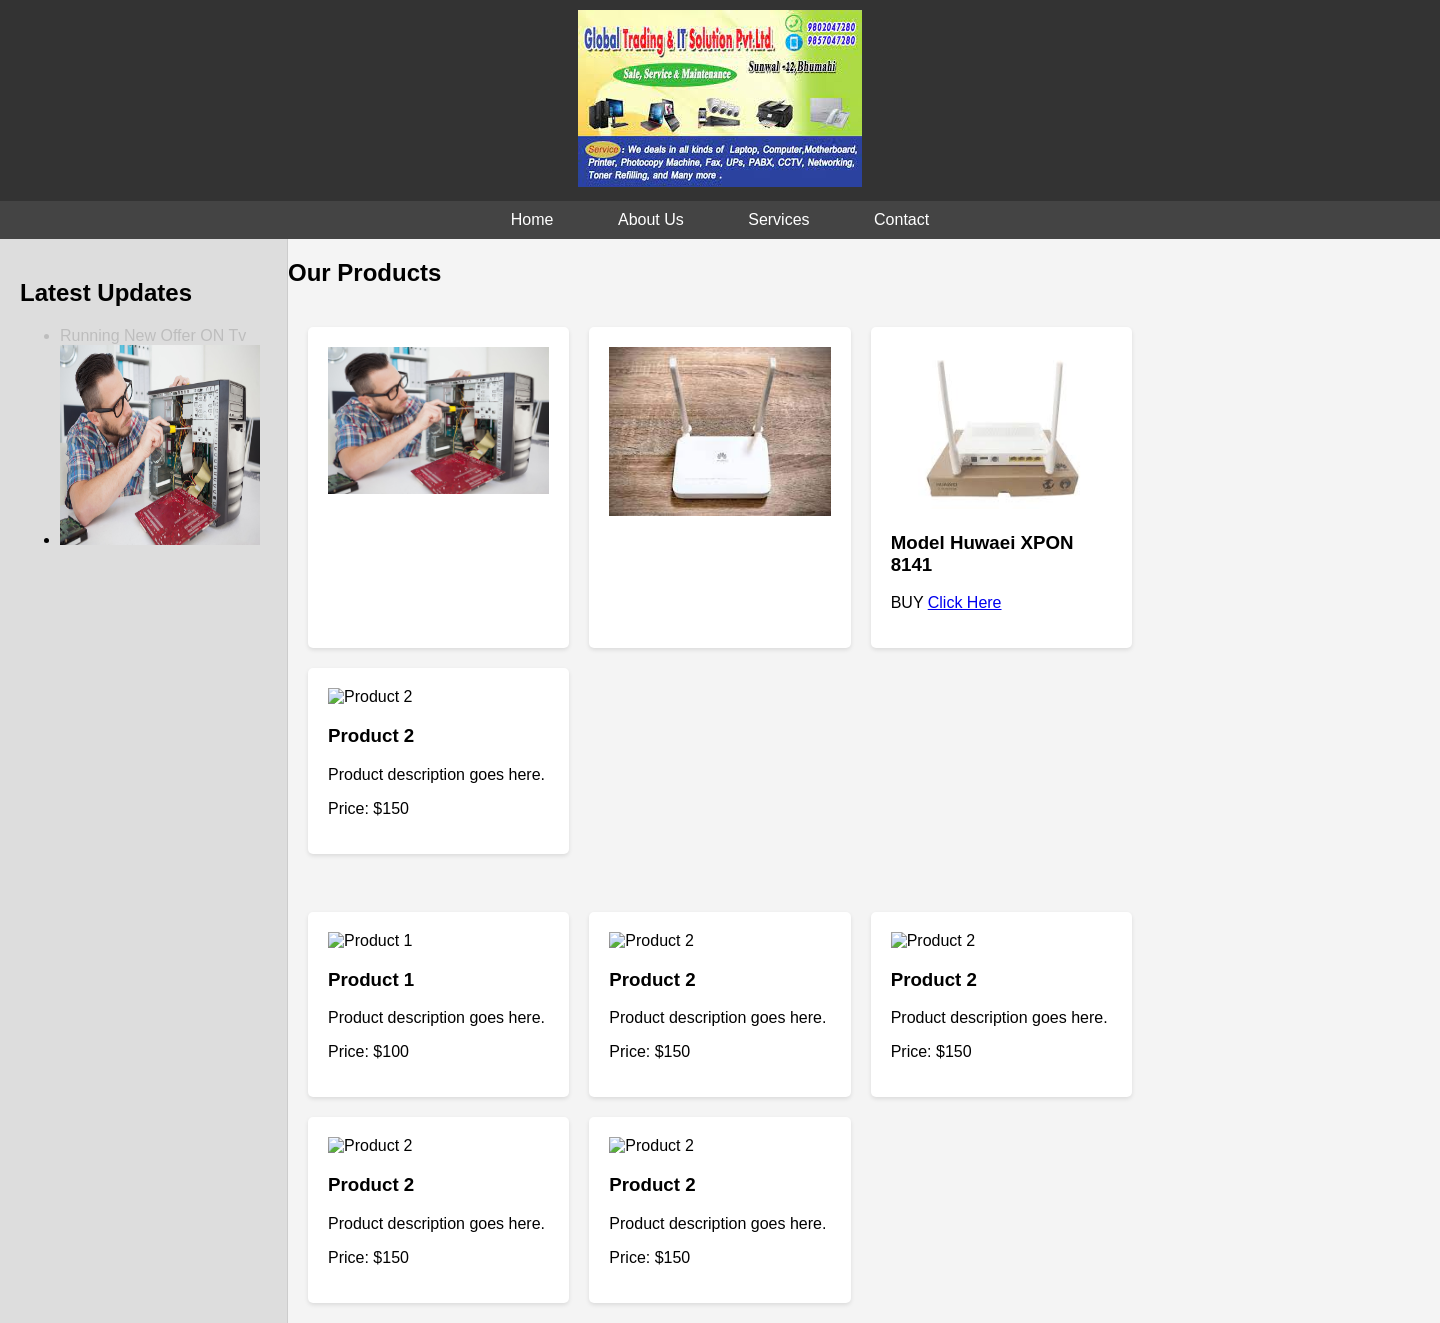 Global Trading & IT Solution Pvt.Ltd.
9802047280
9857047280
Sunwal -12,Bhumahi
Sale, Service & Maintenance
Service : We deals in all kinds of Laptop, Computer,Motherboard,
Printer, Photocopy Machine, Fax, UPs, PABX, CCTV, Networking,
Toner Refilling, and Many more .
Home About Us Services Contact
Latest Updates
Running New Offer ON Tv
Our Products
HUAWEI
Model Huwaei XPON
8141
BUY Click Here
Product 2
Product 2
Product description goes here.
Price: $150
Product 1
Product 1
Product description goes here.
Price: $100
Product 2
Product 2
Product description goes here.
Price: $150
Product 2
Product 2
Product description goes here.
Price: $150
Product 2
Product 2
Product description goes here.
Price: $150
Product 2
Product 2
Product description goes here.
Price: $150